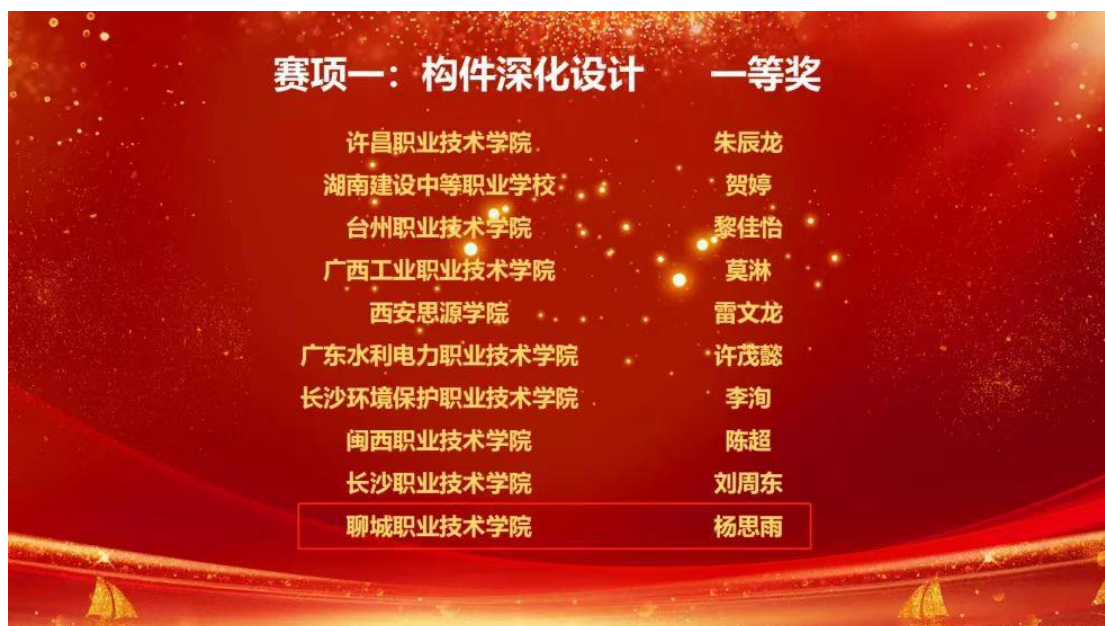 赛项一：构件深化设计 一等奖
许昌职业技术学院 朱辰龙
湖南建设中等职业学校 贺婷
台州职业技术学院 黎佳怡
广西工业职业技术学院 莫淋
西安思源学院 雷文龙
广东水利电力职业技术学院 许茂懿
长沙环境保护职业技术学院 李洵
闽西职业技术学院 陈超
长沙职业技术学院 刘周东
聊城职业技术学院 杨思雨